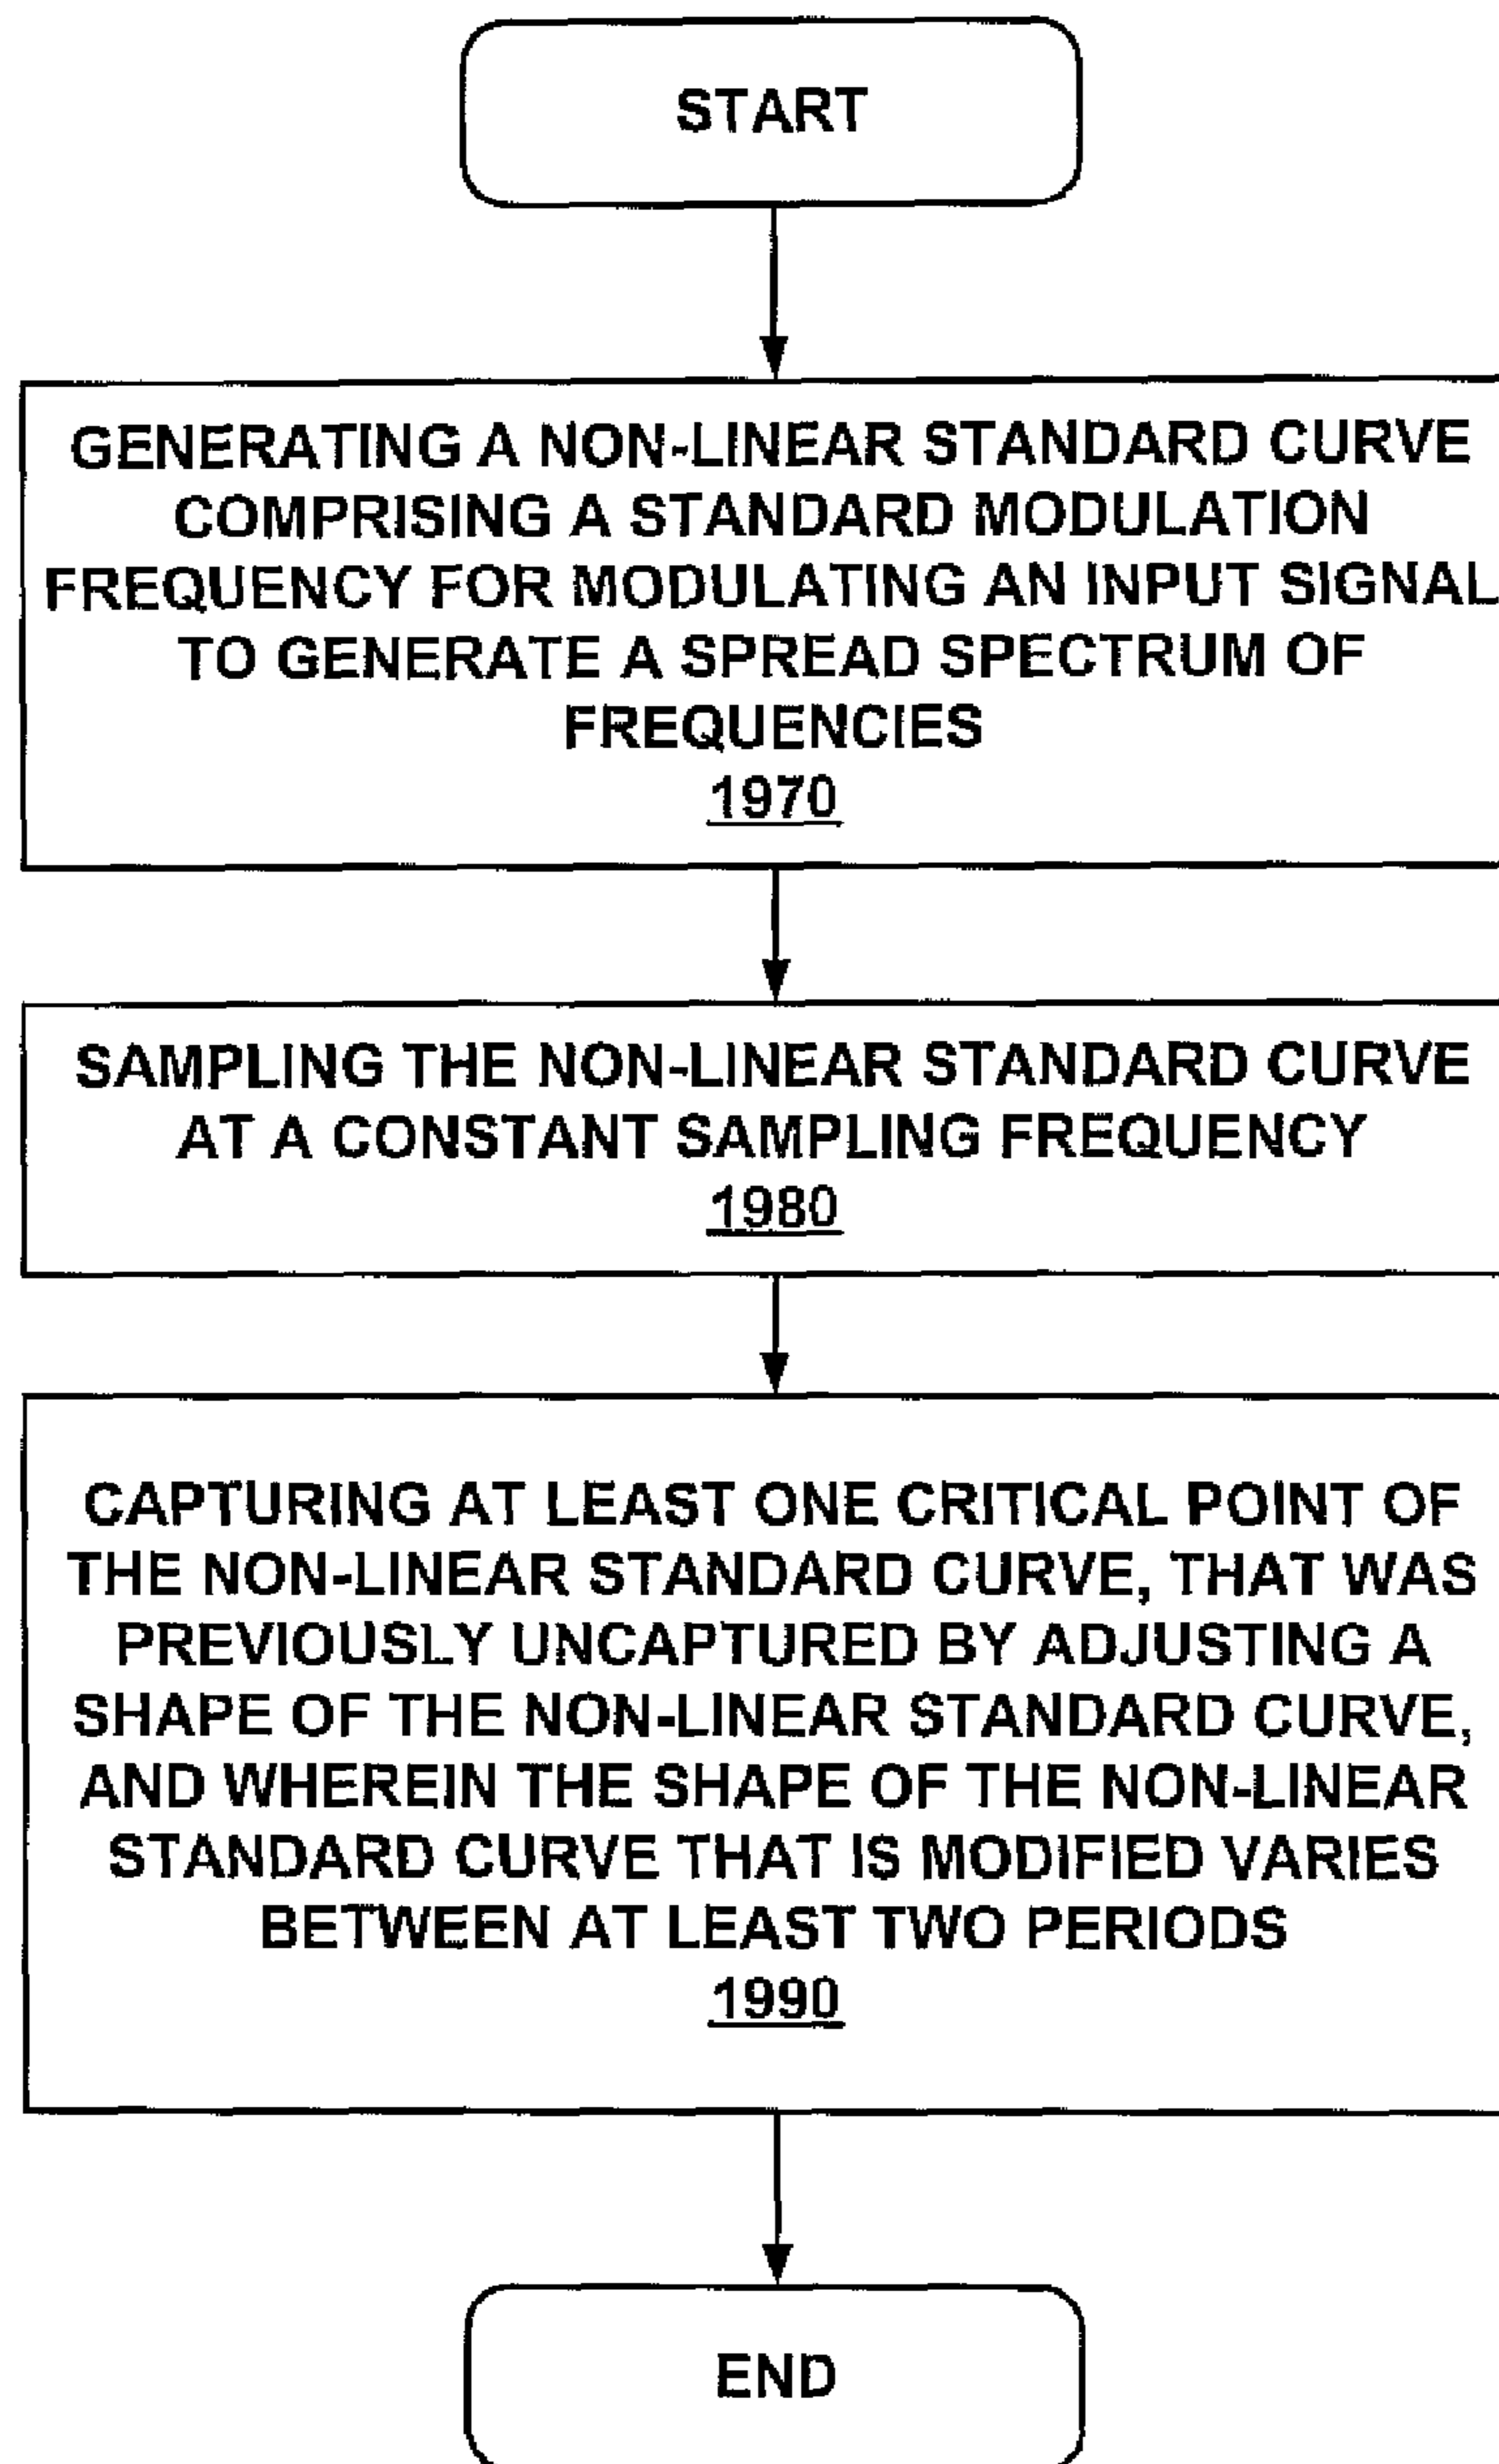 START
GENERATING A NON-LINEAR STANDARD CURVE
COMPRISING A STANDARD MODULATION
FREQUENCY FOR MODULATING AN INPUT SIGNAL
TO GENERATE A SPREAD SPECTRUM OF
FREQUENCIES
1970
SAMPLING THE NON-LINEAR STANDARD CURVE
AT A CONSTANT SAMPLING FREQUENCY
1980
CAPTURING AT LEAST ONE CRITICAL POINT OF
THE NON-LINEAR STANDARD CURVE, THAT WAS
PREVIOUSLY UNCAPTURED BY ADJUSTING A
SHAPE OF THE NON-LINEAR STANDARD CURVE,
AND WHEREIN THE SHAPE OF THE NON-LINEAR
STANDARD CURVE THAT IS MODIFIED VARIES
BETWEEN AT LEAST TWO PERIODS
1990
END